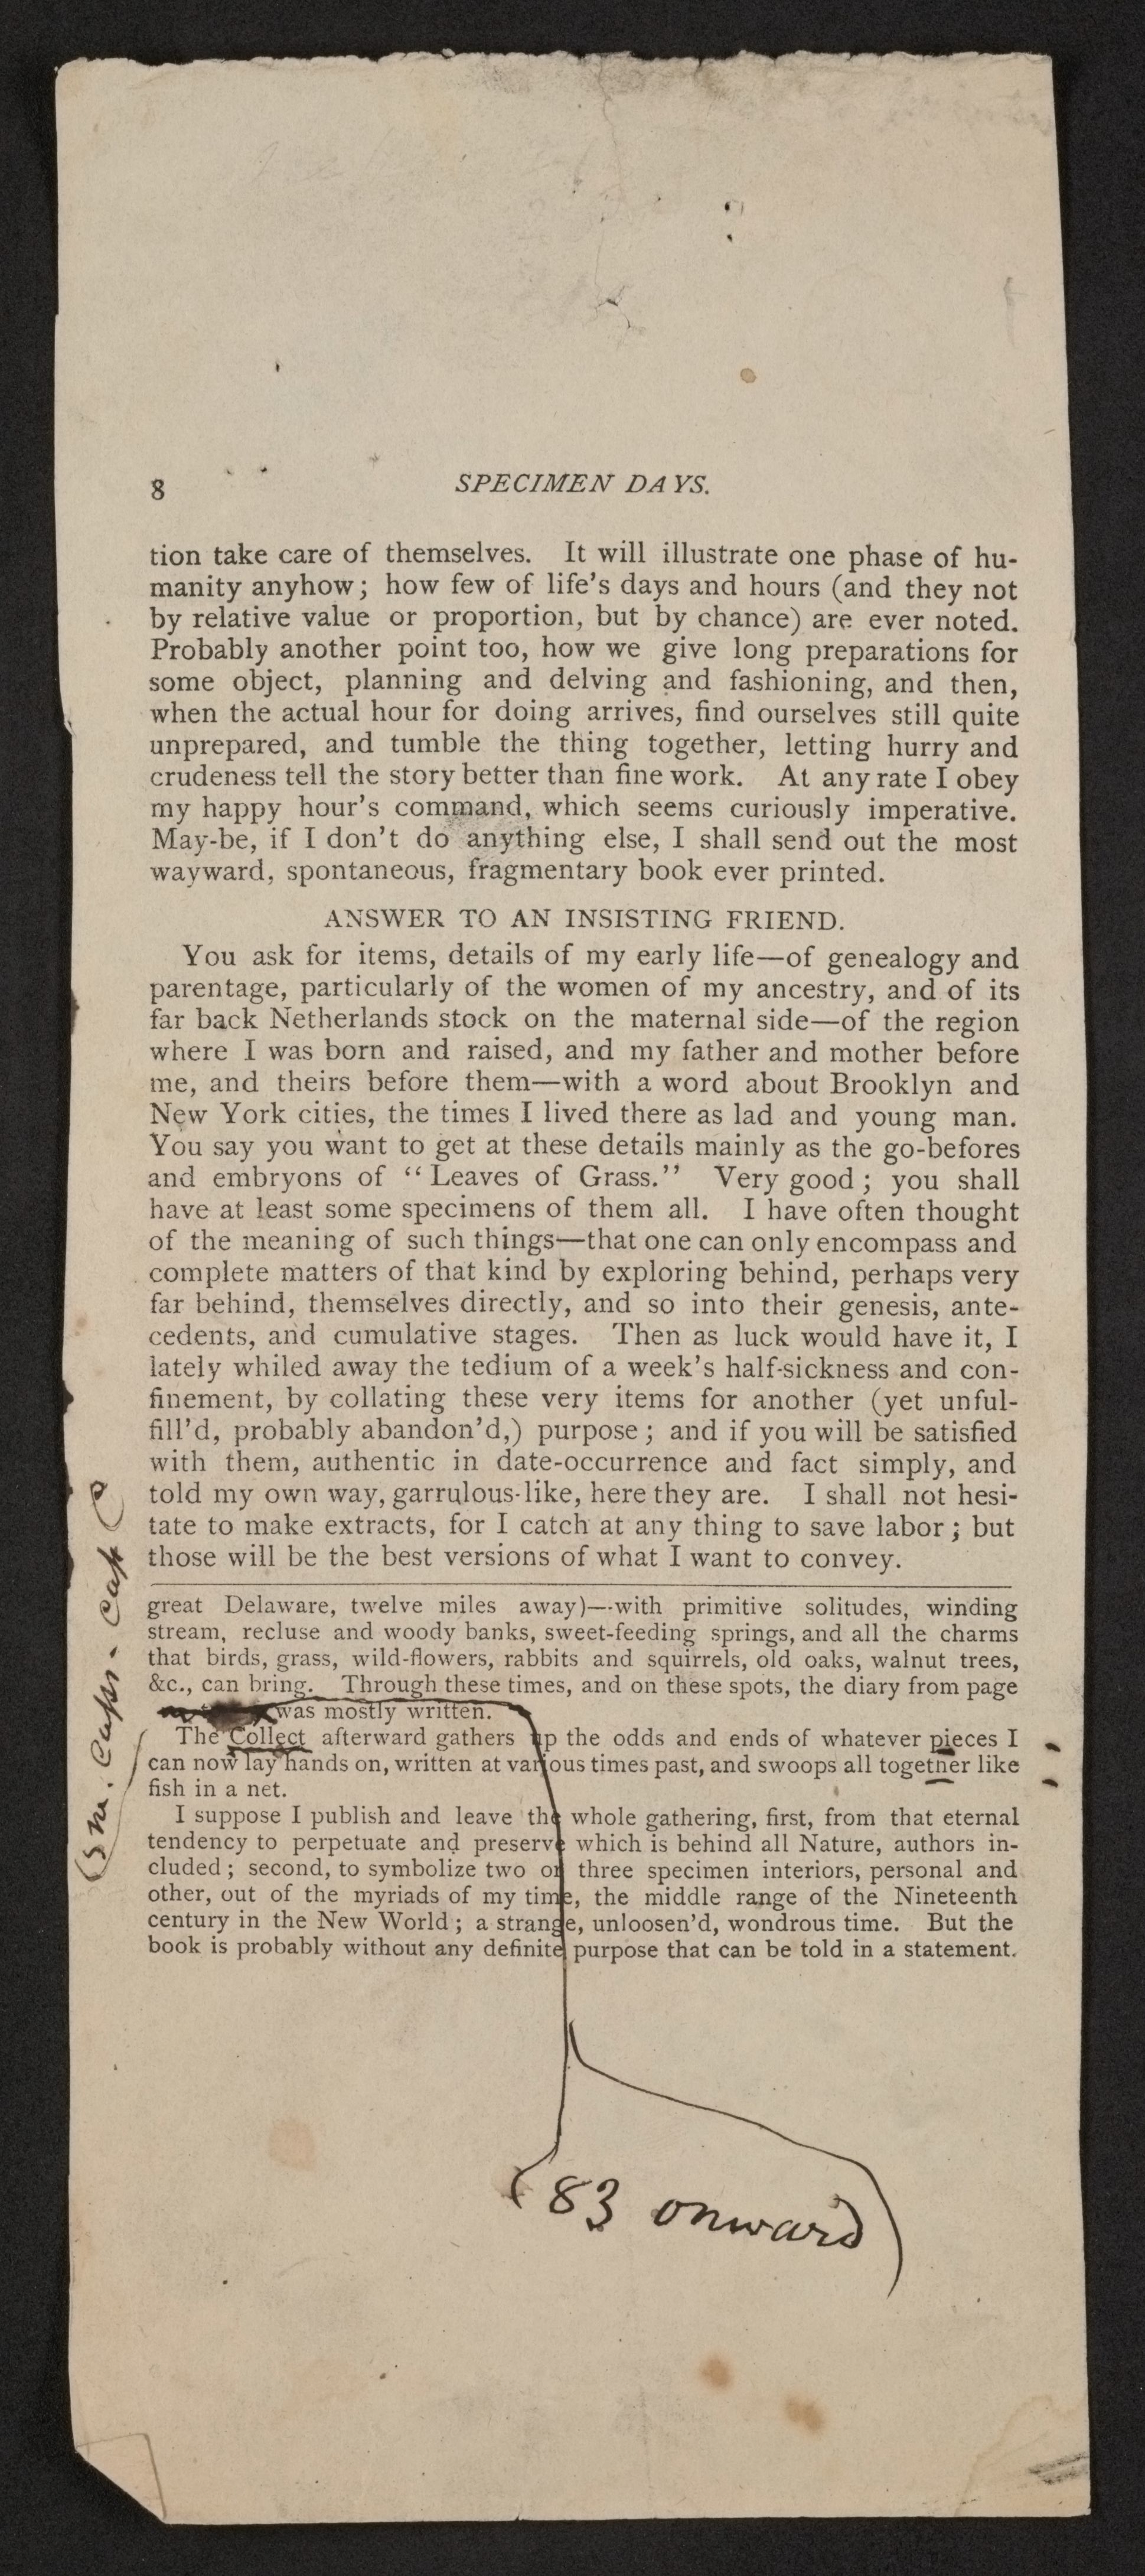 8 SPECIMEN DAYS.
tion take care of themselves. It will illustrate one phase of hu-
manity anyhow; how few of life's days and hours (and they not
by relative value or proportion, but by chance) are ever noted.
Probably another point too, how we give long preparations for
some object, planning and delving and fashioning, and then,
when the actual hour for doing arrives, find ourselves still quite
unprepared, and tumble the thing together, letting hurry and
crudeness tell the story better than fine work. At any rate I obey
my happy hour's command, which seems curiously imperative.
May-be, if I don't do anything else, I shall send out the most
wayward, spontaneous, fragmentary book ever printed.
ANSWER TO AN INSISTING FRIEND.
You ask for items, details of my early life—of genealogy and
parentage, particularly of the women of my ancestry, and of its
far back Netherlands stock on the maternal side—of the region
where I was born and raised, and my father and mother before
me, and theirs before them—with a word about Brooklyn and
New York cities, the times I lived there as lad and young man.
You say you want to get at these details mainly as the go-befores
and embryons of “Leaves of Grass.” Very good; you shall
have at least some specimens of them all. I have often thought
of the meaning of such things—that one can only encompass and
complete matters of that kind by exploring behind, perhaps very
far behind, themselves directly, and so into their genesis, ante-
cedents, and cumulative stages. Then as luck would have it, I
lately whiled away the tedium of a week's half-sickness and con-
finement, by collating these very items for another (yet unful-
fill'd, probably abandon'd,) purpose; and if you will be satisfied
with them, authentic in date-occurrence and fact simply, and
told my own way, garrulous-like, here they are. I shall not hesi-
tate to make extracts, for I catch at any thing to save labor; but
those will be the best versions of what I want to convey.
great Delaware, twelve miles away)—with primitive solitudes, winding
stream, recluse and woody banks, sweet-feeding springs, and all the charms
that birds, grass, wild-flowers, rabbits and squirrels, old oaks, walnut trees,
&c., can bring. Through these times, and on these spots, the diary from page
was mostly written.
The Collect afterward gathers up the odds and ends of whatever pieces I
can now lay hands on, written at various times past, and swoops all together like
fish in a net.
I suppose I publish and leave the whole gathering, first, from that eternal
tendency to perpetuate and preserve which is behind all Nature, authors in-
cluded; second, to symbolize two or three specimen interiors, personal and
other, out of the myriads of my time, the middle range of the Nineteenth
century in the New World; a strange, unloosen'd, wondrous time. But the
book is probably without any definite purpose that can be told in a statement.
(sm. caps. - cap C
(83 onward)